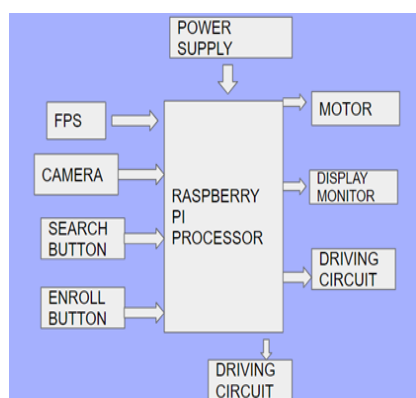 POWER
SUPPLY
FPS
CAMERA
SEARCH
BUTTON
ENROLL
BUTTON
RASPBERRY
PI
PROCESSOR
MOTOR
DISPLAY
MONITOR
DRIVING
CIRCUIT
DRIVING
CIRCUIT